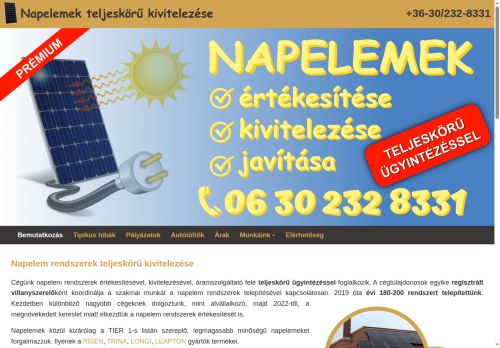 Napelemek teljeskörű kivitelezése
+36-30/232-8331
PRÉMIUM
NAPELEMEK
értékesítése
kivitelezése
javítása
TELJESKÖRŰ
ÜGYINTÉZÉSSEL
06 30 232 8331
Bemutatkozás Tipikus hibák Pályázatok Autótöltők Árak Munkáink Elérhetőség
Napelem rendszerek teljeskörű kivitelezése
Cégünk napelem rendszerek értékesítésével, kivitelezésével, áramszolgáltató felé teljeskörű ügyintézéssel foglalkozik. A cégtulajdonosok egyike regisztrált
villanyszerelőként koordinálja a szakmai munkát a napelem rendszerek telepítésével kapcsolatosan. 2019 óta évi 180-200 rendszert telepítettünk.
Kezdetben különböző nagyobb cégeknek dolgoztunk, mint alvállalkozó, majd 2022-től, a
megnövekedett kereslet miatt elkezdtük a napelem rendszerek értékesítését is.
Napelemek közül kizárólag a TIER 1-s listán szereplő, legmagasabb minőségű napelemeket
forgalmazzuk. Ilyenek a RISEN, TRINA, LONGI, LEAPTON gyártók termékei.